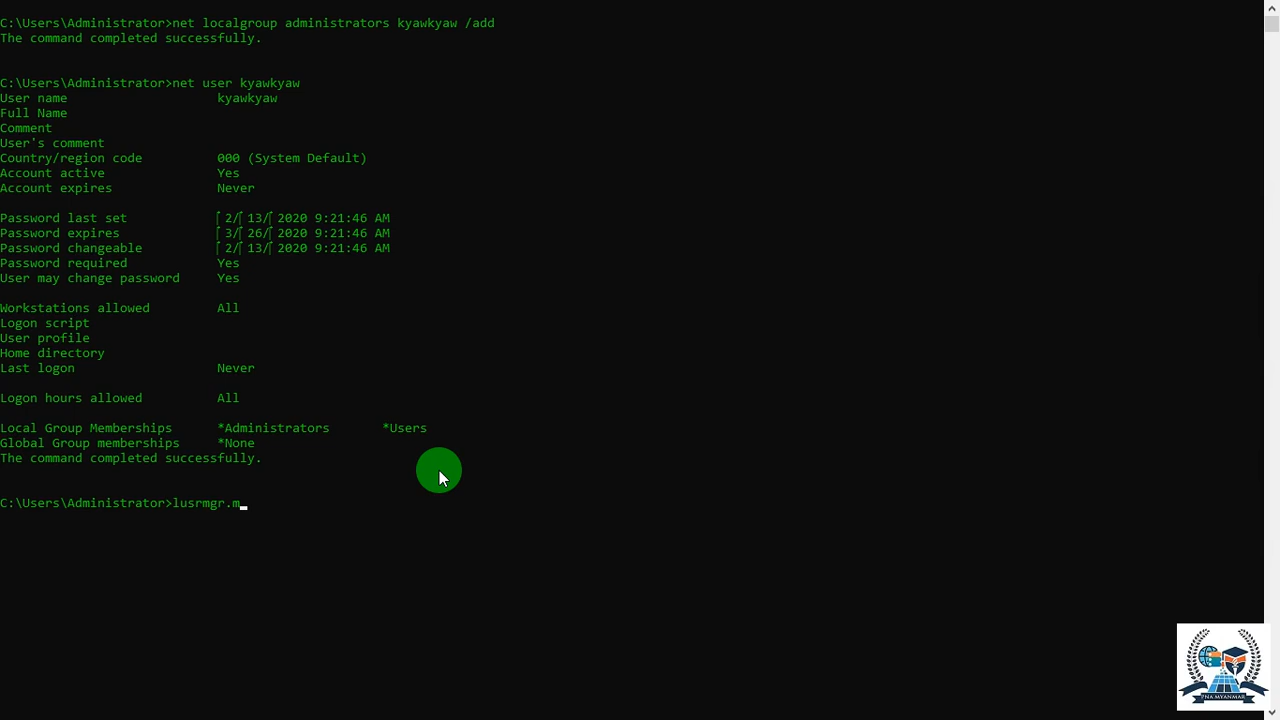 C:\Users\Administrator>net localgroup administrators kyawkyaw /add
The command completed successfully.
C:\Users\Administrator>net user kyawkyaw
User name                    kyawkyaw
Full Name
Comment
User's comment
Country/region code          000 (System Default)
Account active               Yes
Account expires              Never
Password last set            2/13/2020 9:21:46 AM
Password expires             3/26/2020 9:21:46 AM
Password changeable          2/13/2020 9:21:46 AM
Password required            Yes
User may change password     Yes
Workstations allowed         All
Logon script
User profile
Home directory
Last logon                   Never
Logon hours allowed          All
Local Group Memberships      *Administrators       *Users
Global Group memberships     *None
The command completed successfully.
C:\Users\Administrator>lusrmgr.m